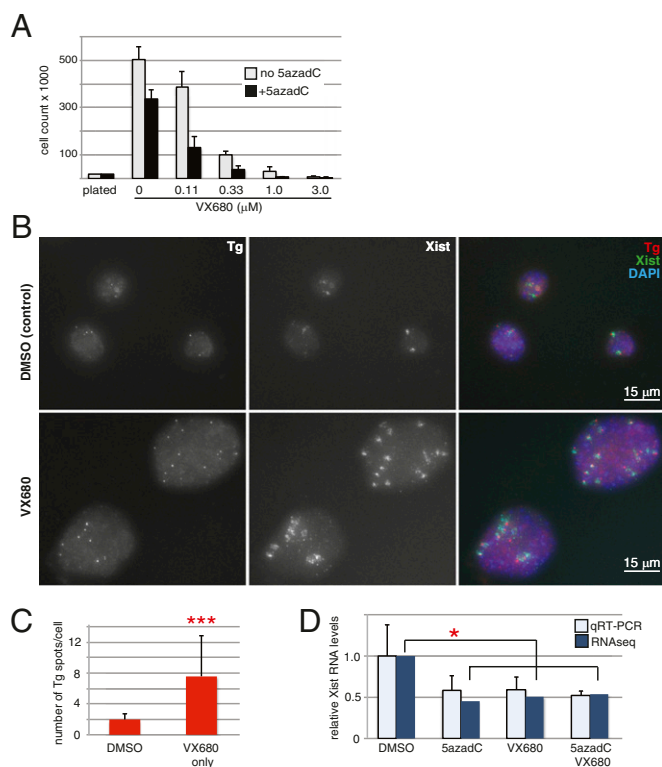 A
cell count x 1000
500
300
100
no 5azadC
+5azadC
plated
0
0.11
0.33
1.0
3.0
VX680 (µM)
B
Tg
Xist
Tg
Xist
DAPI
DMSO (control)
15 µm
VX680
15 µm
C
number of Tg spots/cell
12
8
4
0
***
DMSO
VX680
only
D
relative Xist RNA levels
1.0
0.5
0
*
qRT-PCR
RNAseq
DMSO
5azadC
VX680
5azadC
VX680